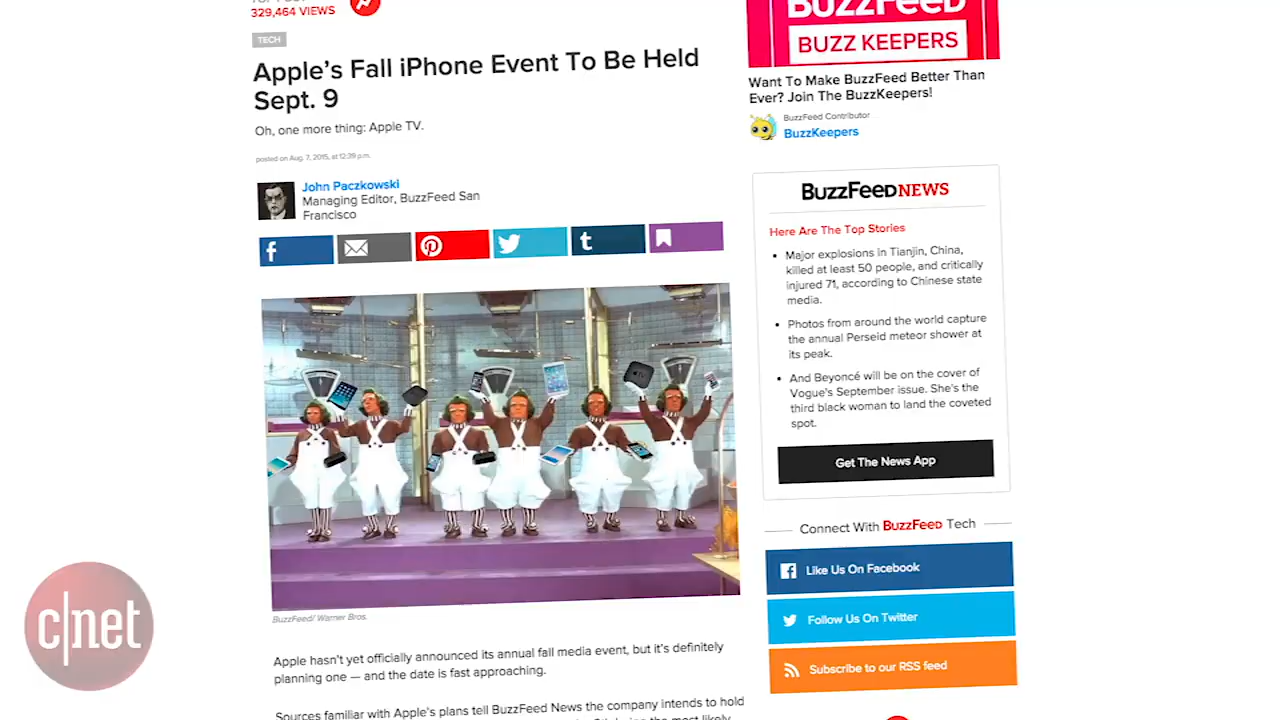 329,464 VIEWS
TECH
Apple's Fall iPhone Event To Be Held
Sept. 9
Oh, one more thing: Apple TV.
posted on Aug. 7, 2015, at 12:39 p.m.
John Paczkowski
Managing Editor, BuzzFeed San
Francisco
BuzzFeed/ Warner Bros.
Apple hasn't yet officially announced its annual fall media event, but it's definitely
planning one — and the date is fast approaching.
Sources familiar with Apple's plans tell BuzzFeed News the company intends to hold
BuzzFeed
BUZZ KEEPERS
Want To Make BuzzFeed Better Than
Ever? Join The BuzzKeepers!
BuzzFeed Contributor
BuzzKeepers
BuzzFeed NEWS
Here Are The Top Stories
Major explosions in Tianjin, China,
killed at least 50 people, and critically
injured 71, according to Chinese state
media.
Photos from around the world capture
the annual Perseid meteor shower at
its peak.
And Beyoncé will be on the cover of
Vogue's September issue. She's the
third black woman to land the coveted
spot.
Get The News App
Connect With BuzzFeed Tech
Like Us On Facebook
Follow Us On Twitter
Subscribe to our RSS feed
c|net